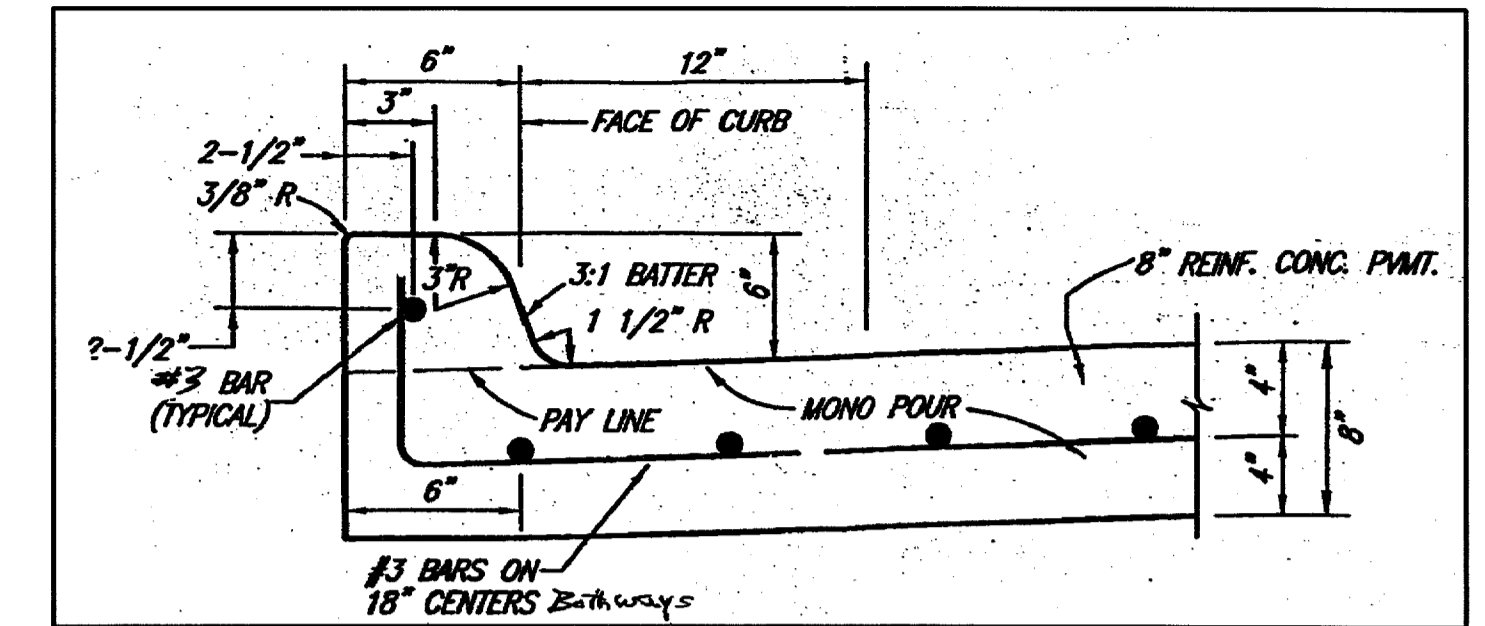 6"
12"
3"
FACE OF CURB
2-1/2"
3/8" R
3"R
3:1 BATTER
6"
8" REINF. CONC. PVMT.
1 1/2" R
?-1/2"
#3 BAR
(TYPICAL)
PAY LINE
MONO POUR
4"
8"
4"
6"
#3 BARS ON
18" CENTERS Bothways